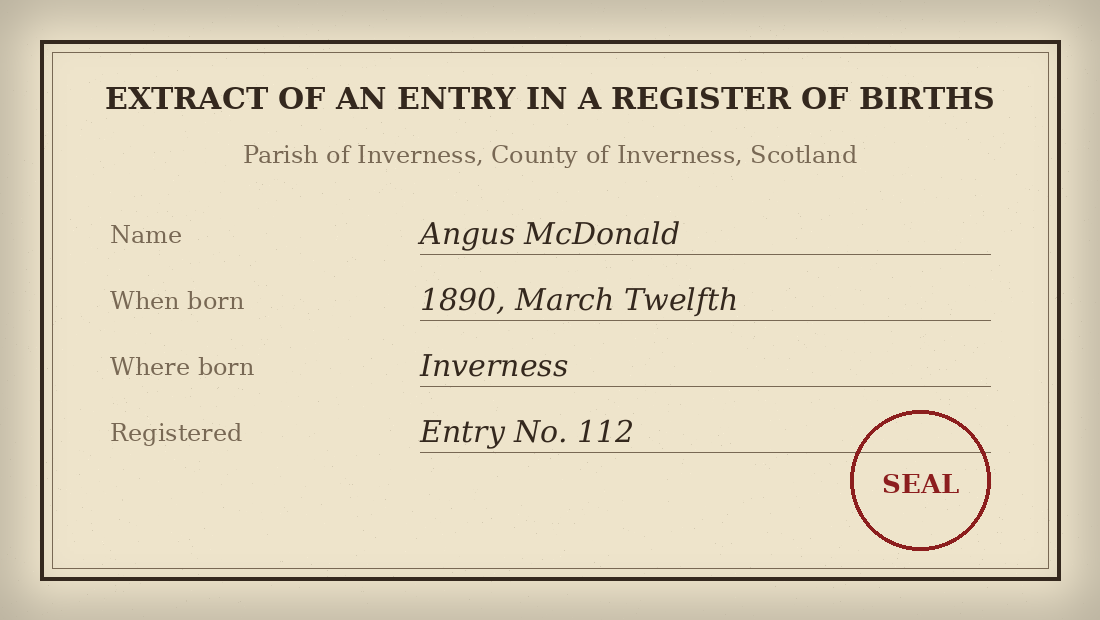 EXTRACT OF AN ENTRY IN A REGISTER OF BIRTHS
Parish of Inverness, County of Inverness, Scotland
Name Angus McDonald
When born 1890, March Twelfth
Where born Inverness
Registered Entry No. 112
SEAL